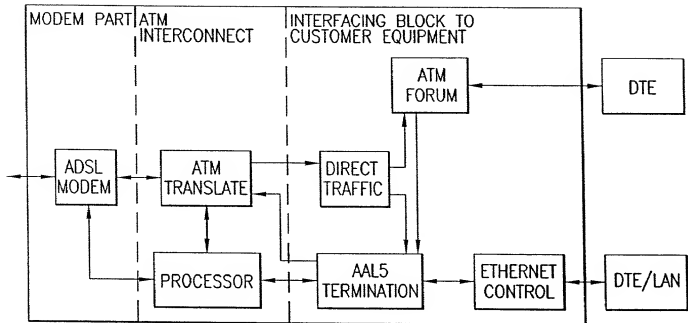 MODEM PART
ATM
INTERCONNECT
INTERFACING BLOCK TO
CUSTOMER EQUIPMENT
ATM
FORUM
DTE
ADSL
MODEM
ATM
TRANSLATE
DIRECT
TRAFFIC
PROCESSOR
AAL5
TERMINATION
ETHERNET
CONTROL
DTE/LAN